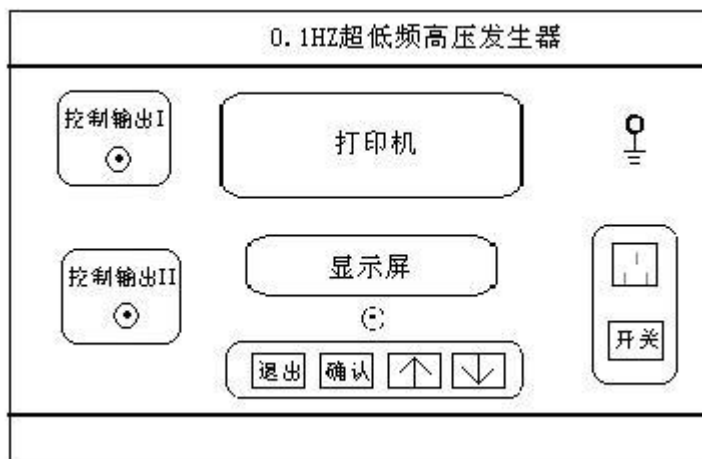 0.1HZ超低频高压发生器
控制输出I
打印机
控制输出II
显示屏
开关
退出 确认